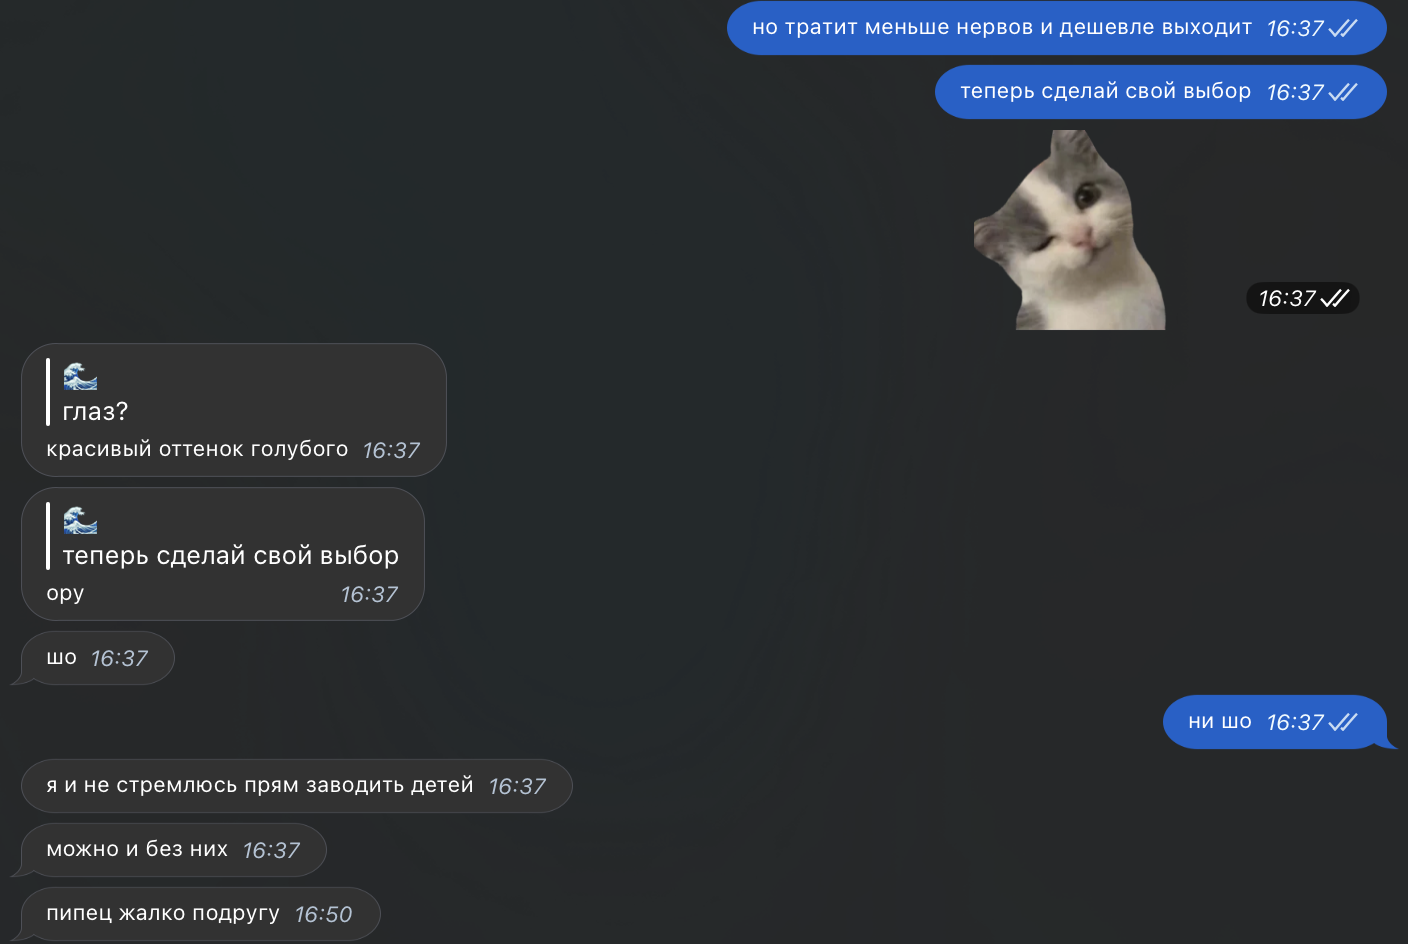 но тратит меньше нервов и дешевле выходит 16:37
теперь сделай свой выбор 16:37
16:37
🌊
глаз?
красивый оттенок голубого 16:37
🌊
теперь сделай свой выбор
ору 16:37
шо 16:37
ни шо 16:37
я и не стремлюсь прям заводить детей 16:37
можно и без них 16:37
пипец жалко подругу 16:50